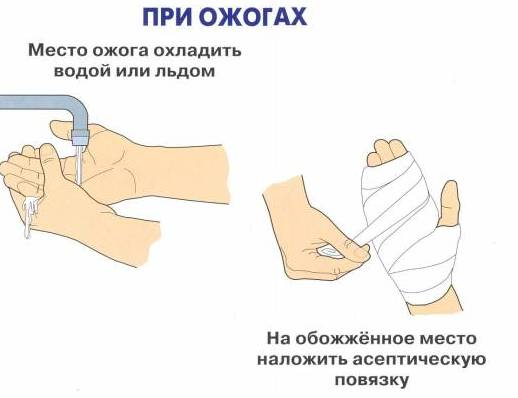 ПРИ ОЖОГАХ
Место ожога охладить
водой или льдом
На обожжённое место
наложить асептическую
повязку